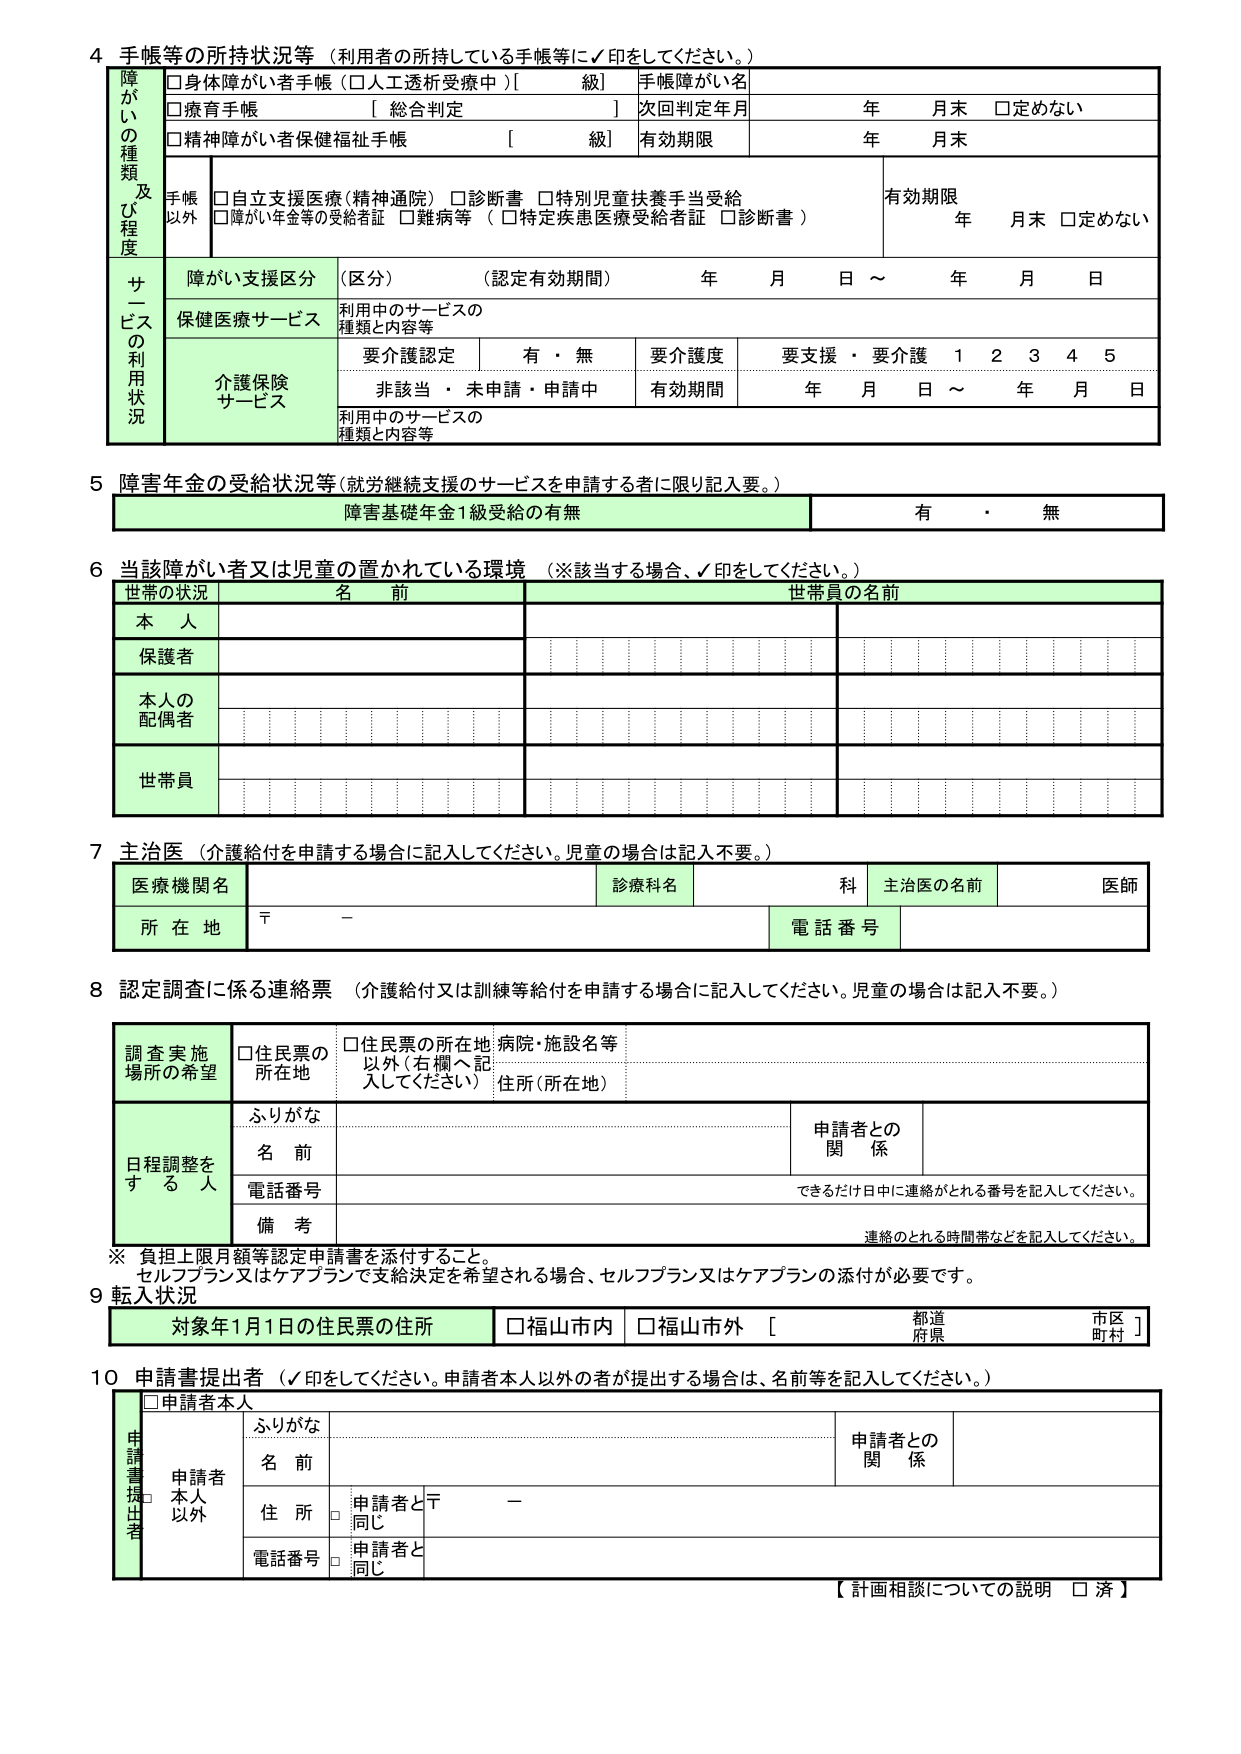 4 手帳等の所持状況等 （利用者の所持している手帳等に✓印をしてください。）
障がいの種類及び程度
□身体障がい者手帳（□人工透析受療中 ）[ 級] 手帳障がい名
□療育手帳 [ 総合判定 ] 次回判定年月 年 月末 □定めない
□精神障がい者保健福祉手帳 [ 級] 有効期限 年 月末
手帳以外
□自立支援医療（精神通院） □診断書 □特別児童扶養手当受給
□障がい年金等の受給者証 □難病等 （ □特定疾患医療受給者証 □診断書 ）
有効期限
年 月末 □定めない
サービスの利用状況
障がい支援区分 （区分） （認定有効期間） 年 月 日 ～ 年 月 日
保健医療サービス
利用中のサービスの
種類と内容等
介護保険
サービス
要介護認定 有 ・ 無 要介護度 要支援 ・ 要介護 1 2 3 4 5
非該当 ・ 未申請 ・ 申請中 有効期間 年 月 日 ～ 年 月 日
利用中のサービスの
種類と内容等
5 障害年金の受給状況等（就労継続支援のサービスを申請する者に限り記入要。）
障害基礎年金1級受給の有無 有 ・ 無
6 当該障がい者又は児童の置かれている環境 （※該当する場合、✓印をしてください。）
世帯の状況 名 前 世帯員の名前
本 人
保護者
本人の
配偶者
世帯員
7 主治医 （介護給付を申請する場合に記入してください。児童の場合は記入不要。）
医療機関名 診療科名 科 主治医の名前 医師
所 在 地 〒 － 電話番号
8 認定調査に係る連絡票 （介護給付又は訓練等給付を申請する場合に記入してください。児童の場合は記入不要。）
調査実施
場所の希望
□住民票の
所在地
□住民票の所在地
以外（右欄へ記
入してください）
病院・施設名等
住所（所在地）
日程調整を
す る 人
ふりがな
名 前
申請者との
関 係
電話番号 できるだけ日中に連絡がとれる番号を記入してください。
備 考 連絡のとれる時間帯などを記入してください。
※ 負担上限月額等認定申請書を添付すること。
セルフプラン又はケアプランで支給決定を希望される場合、セルフプラン又はケアプランの添付が必要です。
9 転入状況
対象年1月1日の住民票の住所 □福山市内 □福山市外 [ 都道府県 市区町村 ]
10 申請書提出者 （✓印をしてください。申請者本人以外の者が提出する場合は、名前等を記入してください。）
申請書提出者
□申請者本人
□ 申請者
本人
以外
ふりがな
名 前
申請者との
関 係
住 所 □ 申請者と
同じ
〒 －
電話番号 □ 申請者と
同じ
【 計画相談についての説明 □ 済 】